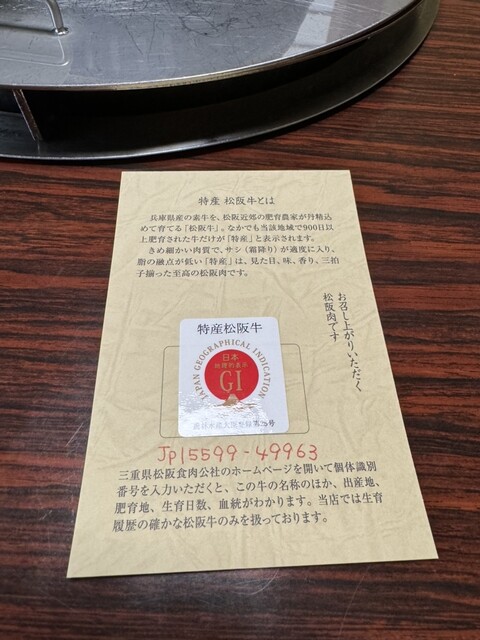 特産 松阪牛とは
兵庫県産の素牛を、松阪近郊の肥育農家が丹精込
めて育てる「松阪牛」。なかでも当該地域で900日以
上肥育された牛だけが「特産」と表示されます。
きめ細かい肉質で、サシ（霜降り）が適度に入り、
脂の融点が低い「特産」は、見た目、味、香り、三拍
子揃った至高の松阪肉です。
お召し上がりいただく
松阪肉です
特産松阪牛
JAPAN GEOGRAPHICAL INDICATION
日本
地理的表示
GI
農林水産大臣登録第26号
Jp15599-49963
三重県松阪食肉公社のホームページを開いて個体識別
番号を入力いただくと、この牛の名称のほか、出産地、
肥育地、生育日数、血統がわかります。当店では生育
履歴の確かな松阪牛のみを扱っております。